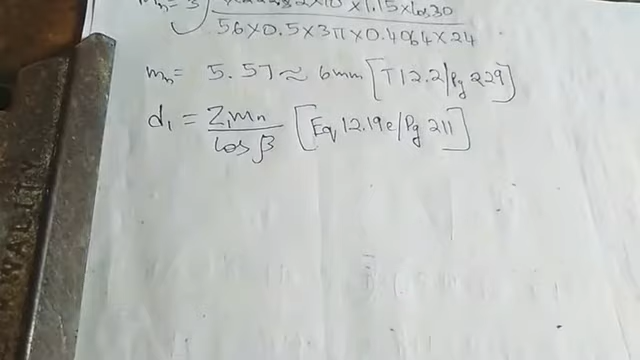 56×0.5×3π×0.4064×24
mn = 5.57 ≈ 6mm [T12.2/Pg 229]
d1 = Z1mn / cos β [Eq 12.19e/Pg 211]